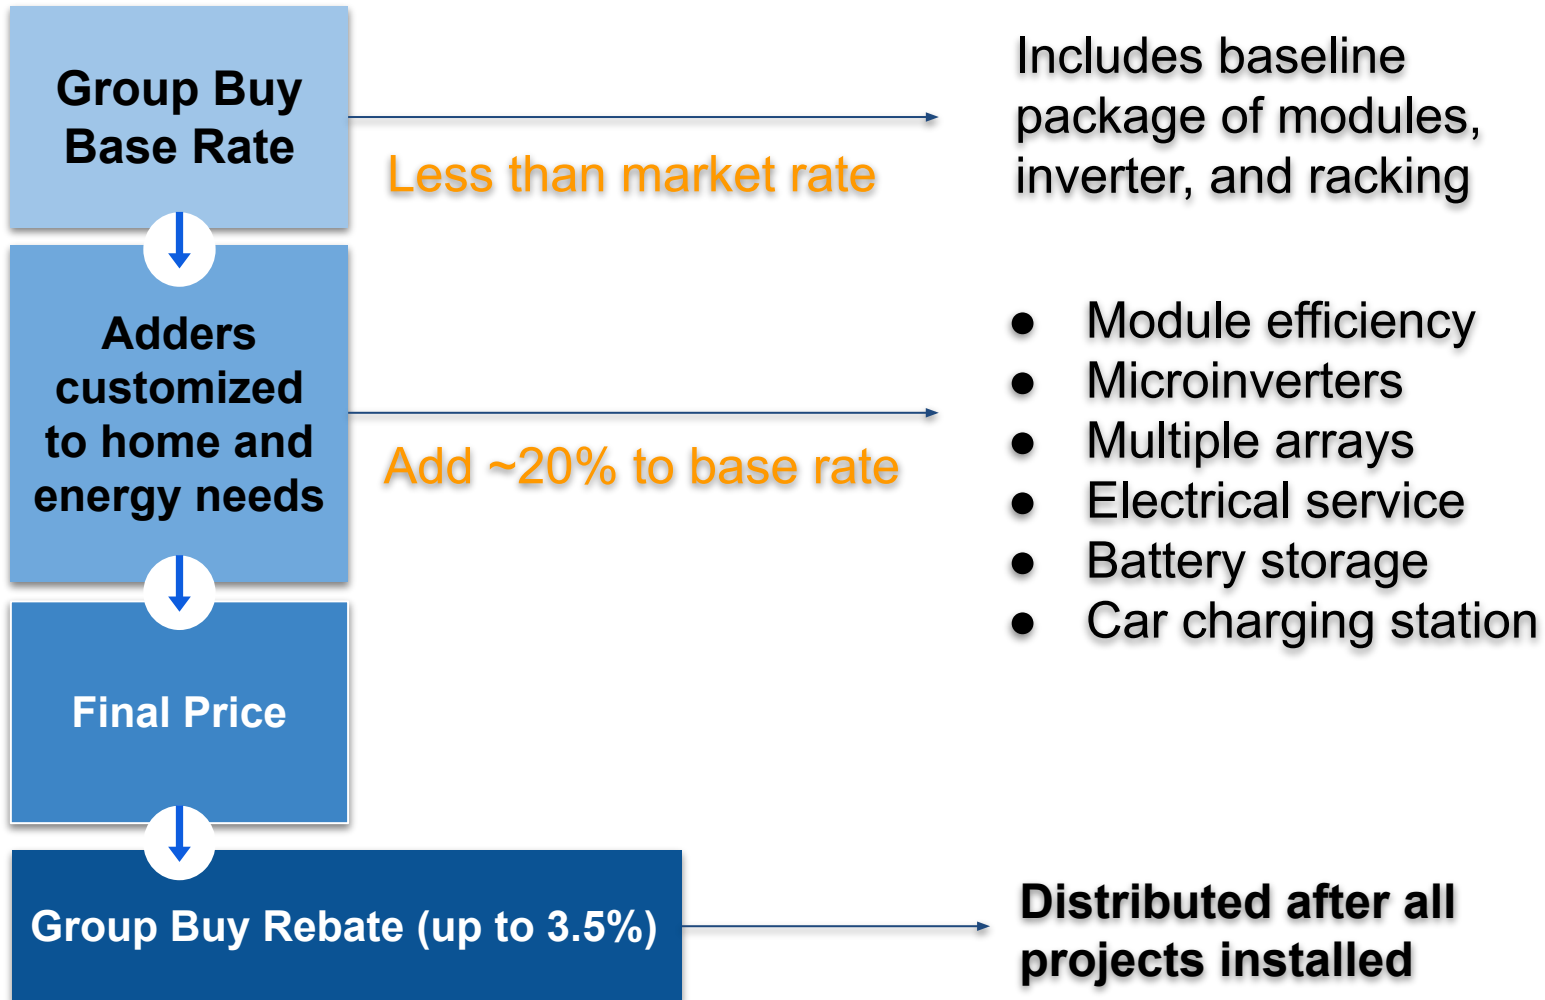 Group Buy
Base Rate
Less than market rate
Includes baseline
package of modules,
inverter, and racking
Adders
customized
to home and
energy needs
Add ~20% to base rate
● Module efficiency
● Microinverters
● Multiple arrays
● Electrical service
● Battery storage
● Car charging station
Final Price
Group Buy Rebate (up to 3.5%)
Distributed after all
projects installed